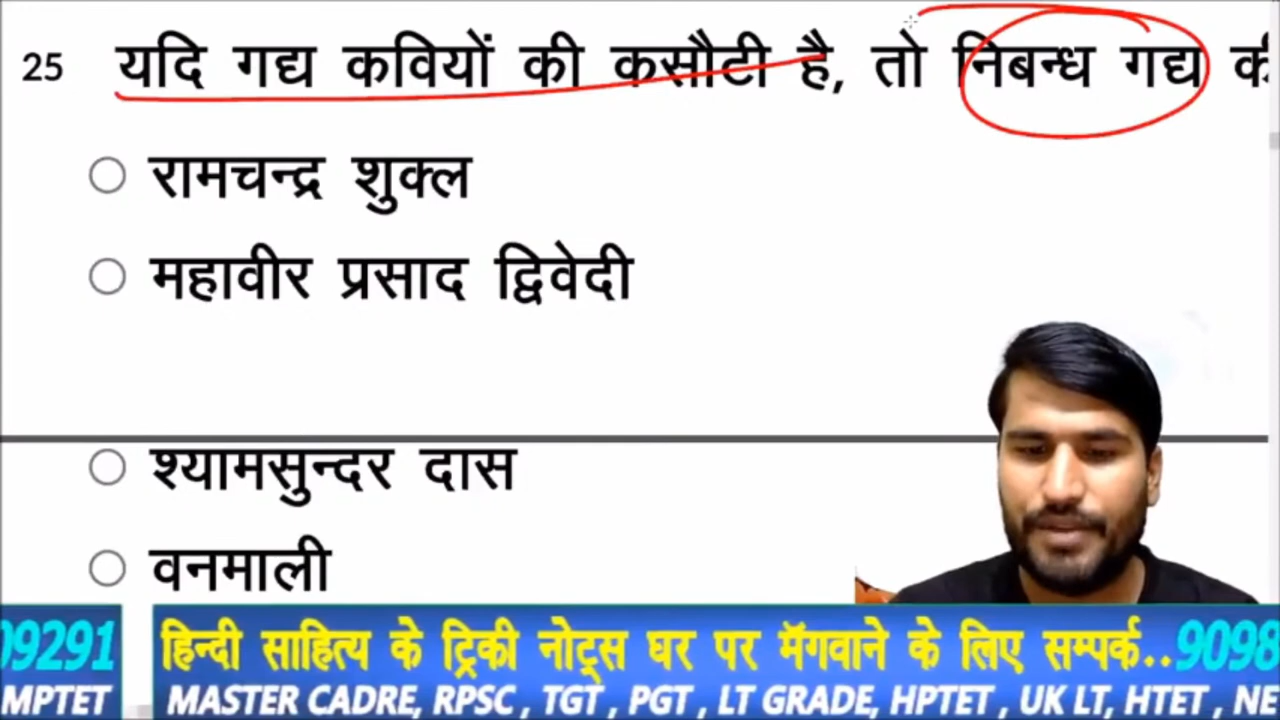 25 यदि गद्य कवियों की कसौटी है, तो निबन्ध गद्य की
रामचन्द्र शुक्ल
महावीर प्रसाद द्विवेदी
श्यामसुन्दर दास
वनमाली
09291 हिन्दी साहित्य के ट्रिकी नोट्स घर पर मॅगवाने के लिए सम्पर्क..9098
MPTET MASTER CADRE, RPSC , TGT , PGT , LT GRADE, HPTET , UK LT, HTET , NE